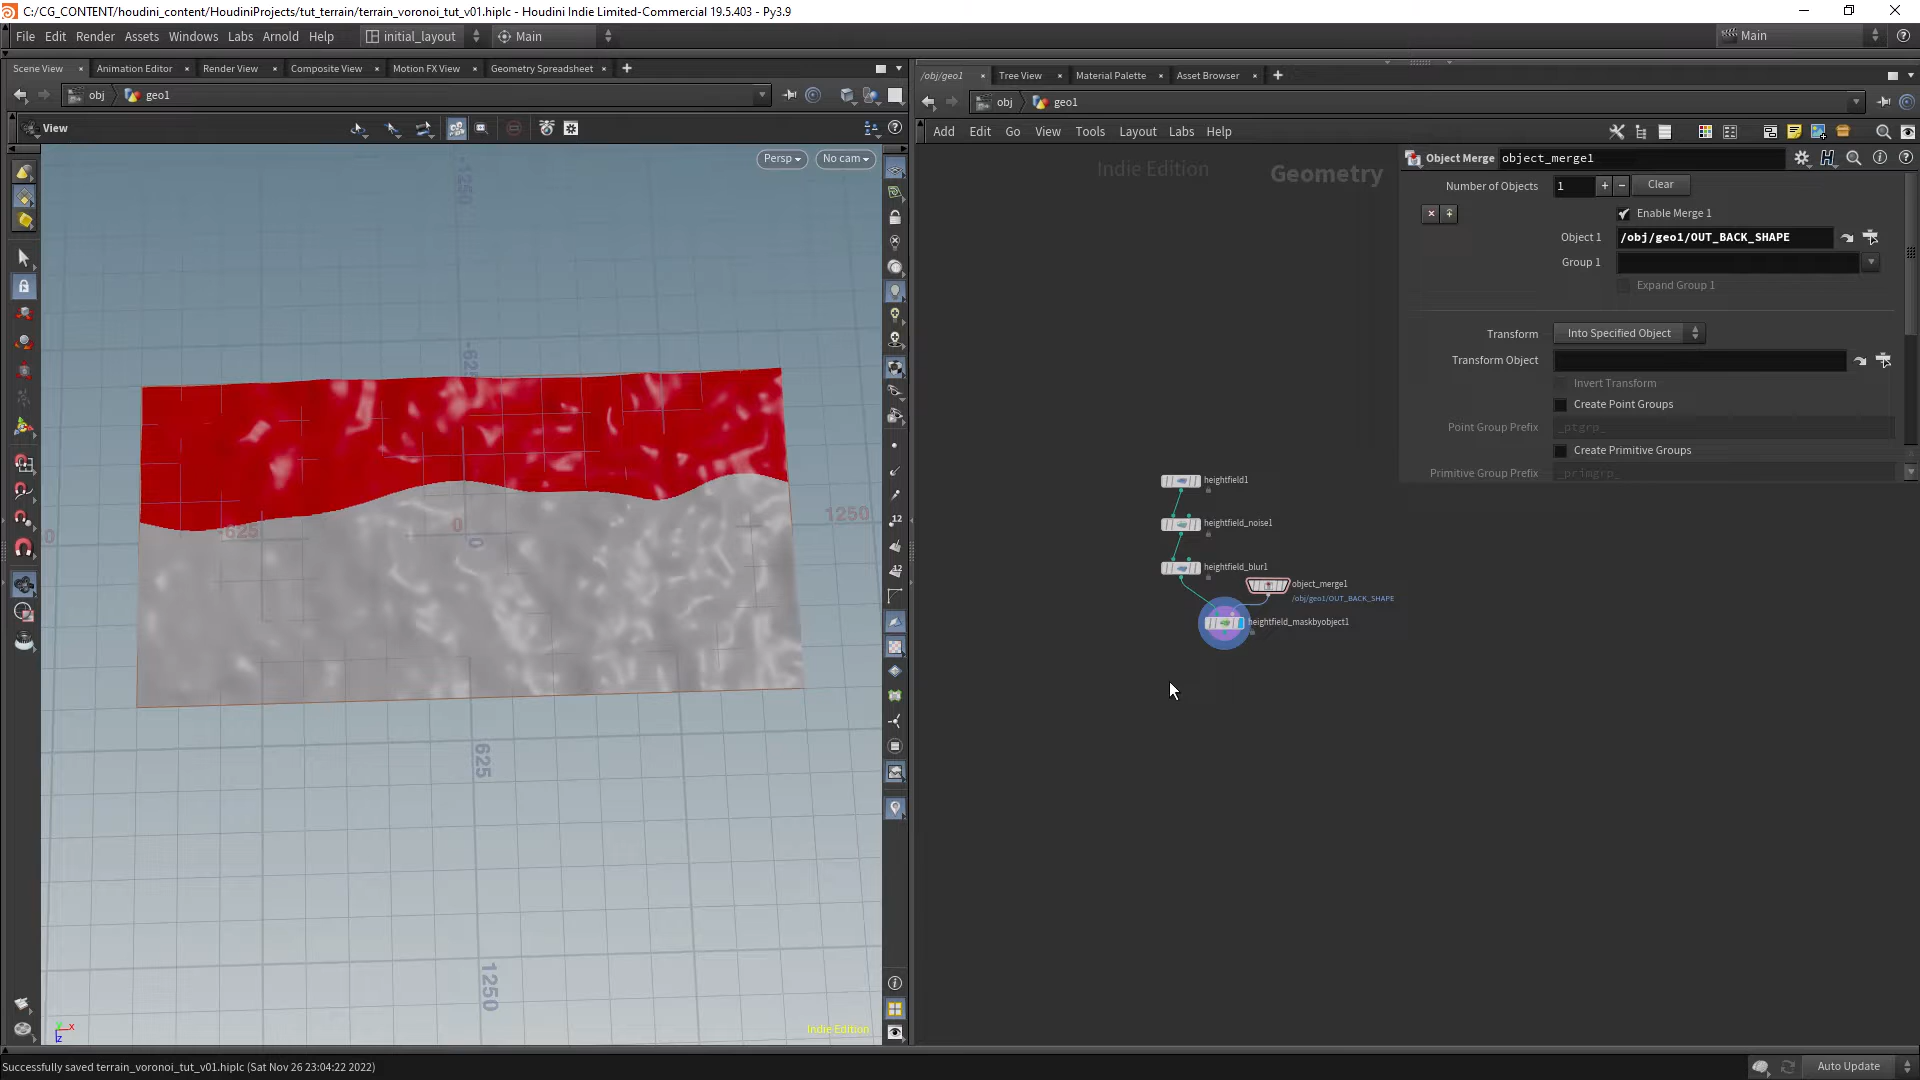 C:/CG_CONTENT/houdini_content/HoudiniProjects/tut_terrain/terrain_voronoi_tut_v01.hiplc - Houdini Indie Limited-Commercial 19.5.403 - Py3.9
File Edit Render Assets Windows Labs Arnold Help initial_layout Main Main
Scene View Animation Editor Render View Composite View Motion FX View Geometry Spreadsheet
/obj/geo1 Tree View Material Palette Asset Browser
obj geo1
obj geo1
View
Add Edit Go View Tools Layout Labs Help
Persp No cam
Indie Edition Geometry
Object Merge object_merge1
Number of Objects 1 Clear
Enable Merge 1
Object 1 /obj/geo1/OUT_BACK_SHAPE
Group 1
Expand Group 1
Transform Into Specified Object
Transform Object
Invert Transform
Create Point Groups
Point Group Prefix _ptgrp_
Create Primitive Groups
Primitive Group Prefix _primgrp_
heightfield1
heightfield_noise1
heightfield_blur1
object_merge1
/obj/geo1/OUT_BACK_SHAPE
heightfield_maskbyobject1
-1250
-625
-625 0 0 1250
625
1250
Indie Edition
Successfully saved terrain_voronoi_tut_v01.hiplc (Sat Nov 26 23:04:22 2022)
Auto Update